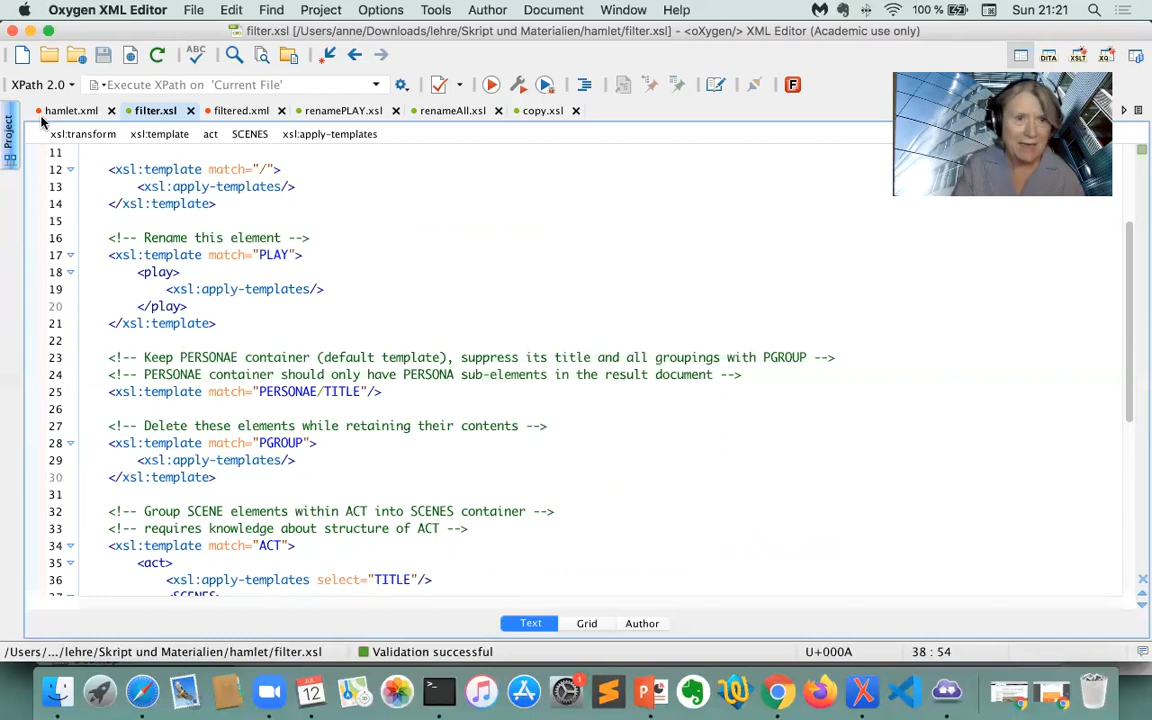 Oxygen XML Editor File Edit Find Project Options Tools Author Document Window Help 100 % Sun 21:21
filter.xsl [/Users/anne/Downloads/lehre/Skript und Materialien/hamlet/filter.xsl] - <oXygen/> XML Editor (Academic use only)
XPath 2.0 Execute XPath on 'Current File'
hamlet.xml filter.xsl filtered.xml renamePLAY.xsl renameAll.xsl copy.xsl
Project
xsl:transform xsl:template act SCENES xsl:apply-templates
11
12 <xsl:template match="/">
13 <xsl:apply-templates/>
14 </xsl:template>
15
16 <!-- Rename this element -->
17 <xsl:template match="PLAY">
18 <play>
19 <xsl:apply-templates/>
20 </play>
21 </xsl:template>
22
23 <!-- Keep PERSONAE container (default template), suppress its title and all groupings with PGROUP -->
24 <!-- PERSONAE container should only have PERSONA sub-elements in the result document -->
25 <xsl:template match="PERSONAE/TITLE"/>
26
27 <!-- Delete these elements while retaining their contents -->
28 <xsl:template match="PGROUP">
29 <xsl:apply-templates/>
30 </xsl:template>
31
32 <!-- Group SCENE elements within ACT into SCENES container -->
33 <!-- requires knowledge about structure of ACT -->
34 <xsl:template match="ACT">
35 <act>
36 <xsl:apply-templates select="TITLE"/>
37 <SCENES>
Text Grid Author
/Users/.../lehre/Skript und Materialien/hamlet/filter.xsl Validation successful U+000A 38 : 54